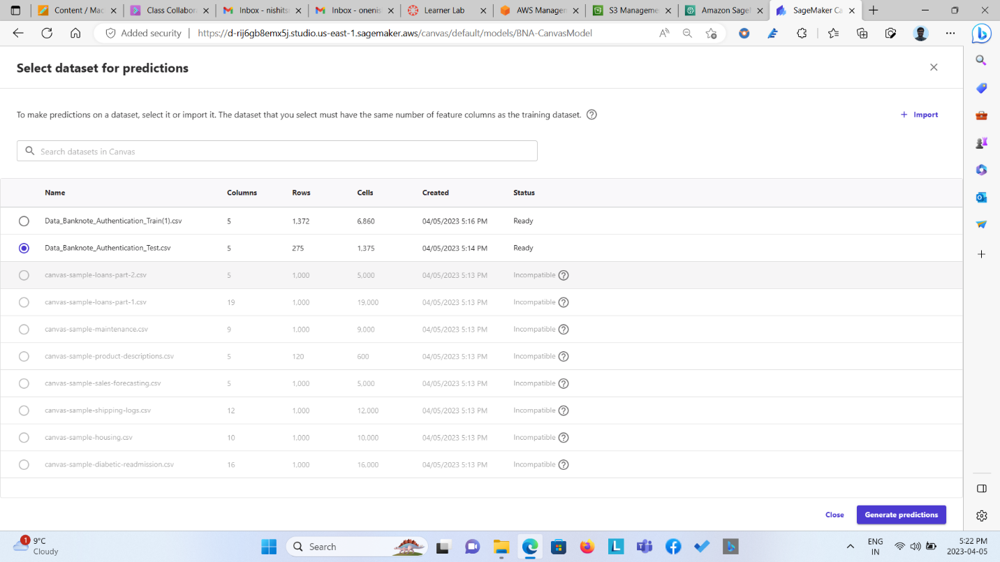 Content / Mac
Class Collabora
Inbox - nishits
Inbox - onenis
Learner Lab
AWS Managem
S3 Manageme
Amazon Sagel
SageMaker Ca
Added security
https://d-rij6gb8emx5j.studio.us-east-1.sagemaker.aws/canvas/default/models/BNA-CanvasModel
Select dataset for predictions
To make predictions on a dataset, select it or import it. The dataset that you select must have the same number of feature columns as the training dataset.
+ Import
Search datasets in Canvas
Name Columns Rows Cells Created Status
Data_Banknote_Authentication_Train(1).csv 5 1,372 6,860 04/05/2023 5:16 PM Ready
Data_Banknote_Authentication_Test.csv 5 275 1,375 04/05/2023 5:14 PM Ready
canvas-sample-loans-part-2.csv 5 1,000 5,000 04/05/2023 5:13 PM Incompatible
canvas-sample-loans-part-1.csv 19 1,000 19,000 04/05/2023 5:13 PM Incompatible
canvas-sample-maintenance.csv 9 1,000 9,000 04/05/2023 5:13 PM Incompatible
canvas-sample-product-descriptions.csv 5 120 600 04/05/2023 5:13 PM Incompatible
canvas-sample-sales-forecasting.csv 5 1,000 5,000 04/05/2023 5:13 PM Incompatible
canvas-sample-shipping-logs.csv 12 1,000 12,000 04/05/2023 5:13 PM Incompatible
canvas-sample-housing.csv 10 1,000 10,000 04/05/2023 5:13 PM Incompatible
canvas-sample-diabetic-readmission.csv 16 1,000 16,000 04/05/2023 5:13 PM Incompatible
Close
Generate predictions
1
9°C
Cloudy
Search
ENG
IN
5:22 PM
2023-04-05